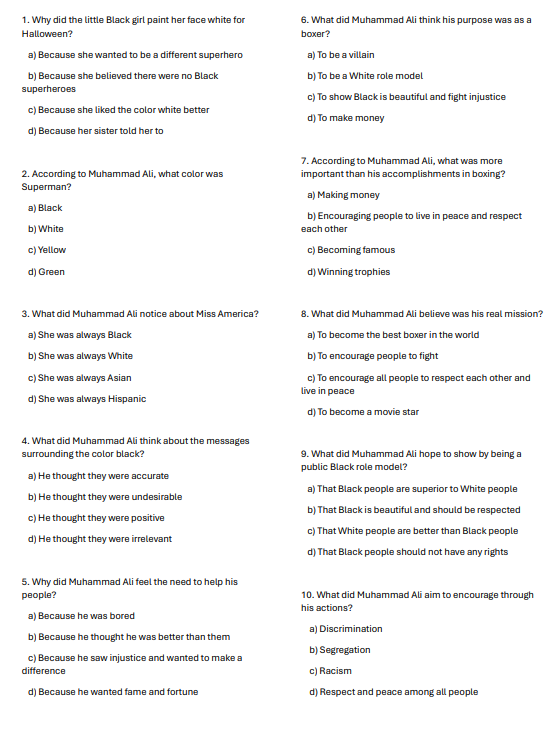 1. Why did the little Black girl paint her face white for
Halloween?
a) Because she wanted to be a different superhero
b) Because she believed there were no Black
superheroes
c) Because she liked the color white better
d) Because her sister told her to
2. According to Muhammad Ali, what color was
Superman?
a) Black
b) White
c) Yellow
d) Green
3. What did Muhammad Ali notice about Miss America?
a) She was always Black
b) She was always White
c) She was always Asian
d) She was always Hispanic
4. What did Muhammad Ali think about the messages
surrounding the color black?
a) He thought they were accurate
b) He thought they were undesirable
c) He thought they were positive
d) He thought they were irrelevant
5. Why did Muhammad Ali feel the need to help his
people?
a) Because he was bored
b) Because he thought he was better than them
c) Because he saw injustice and wanted to make a
difference
d) Because he wanted fame and fortune
6. What did Muhammad Ali think his purpose was as a
boxer?
a) To be a villain
b) To be a White role model
c) To show Black is beautiful and fight injustice
d) To make money
7. According to Muhammad Ali, what was more
important than his accomplishments in boxing?
a) Making money
b) Encouraging people to live in peace and respect
each other
c) Becoming famous
d) Winning trophies
8. What did Muhammad Ali believe was his real mission?
a) To become the best boxer in the world
b) To encourage people to fight
c) To encourage all people to respect each other and
live in peace
d) To become a movie star
9. What did Muhammad Ali hope to show by being a
public Black role model?
a) That Black people are superior to White people
b) That Black is beautiful and should be respected
c) That White people are better than Black people
d) That Black people should not have any rights
10. What did Muhammad Ali aim to encourage through
his actions?
a) Discrimination
b) Segregation
c) Racism
d) Respect and peace among all people